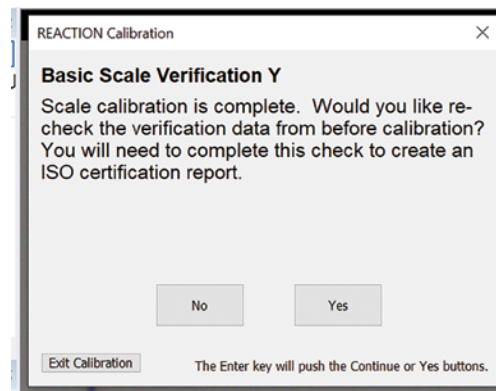 REACTION Calibration
Basic Scale Verification Y
Scale calibration is complete. Would you like re-
check the verification data from before calibration?
You will need to complete this check to create an
ISO certification report.
No
Yes
Exit Calibration
The Enter key will push the Continue or Yes buttons.